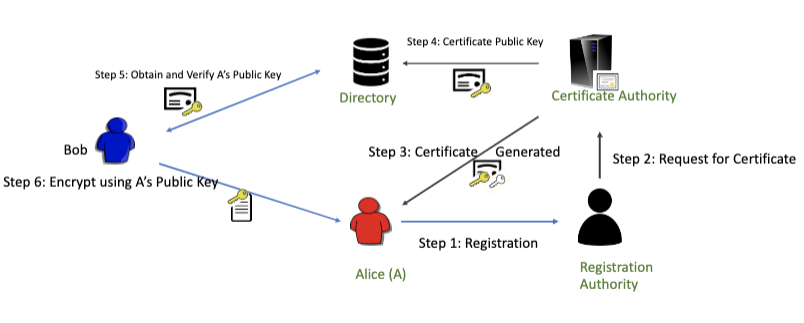 Step 4: Certificate Public Key
Step 5: Obtain and Verify A's Public Key
Directory
Certificate Authority
Bob
Step 3: Certificate Generated
Step 2: Request for Certificate
Step 6: Encrypt using A's Public Key
Step 1: Registration
Alice (A)
Registration
Authority